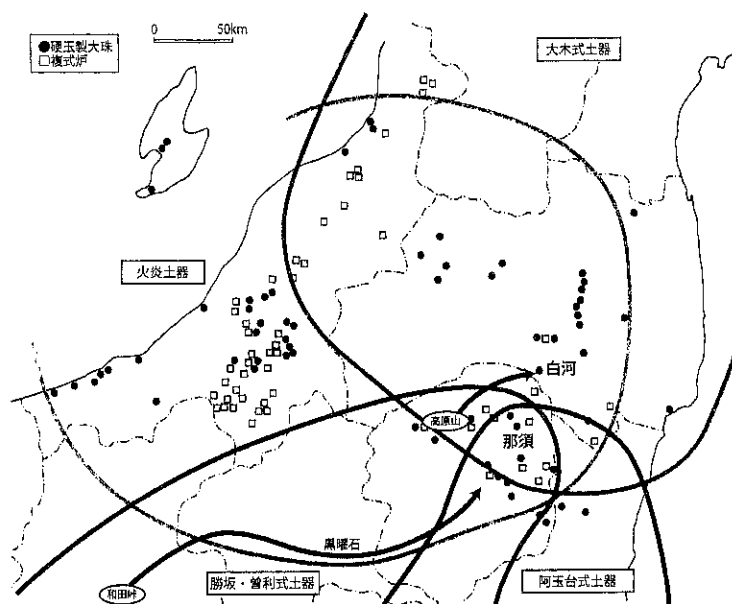 ●硬玉製大珠
□複式炉
0 50km
大木式土器
火炎土器
白河
高原山
那須
黒曜石
和田峠
勝坂・曽利式土器
阿玉台式土器